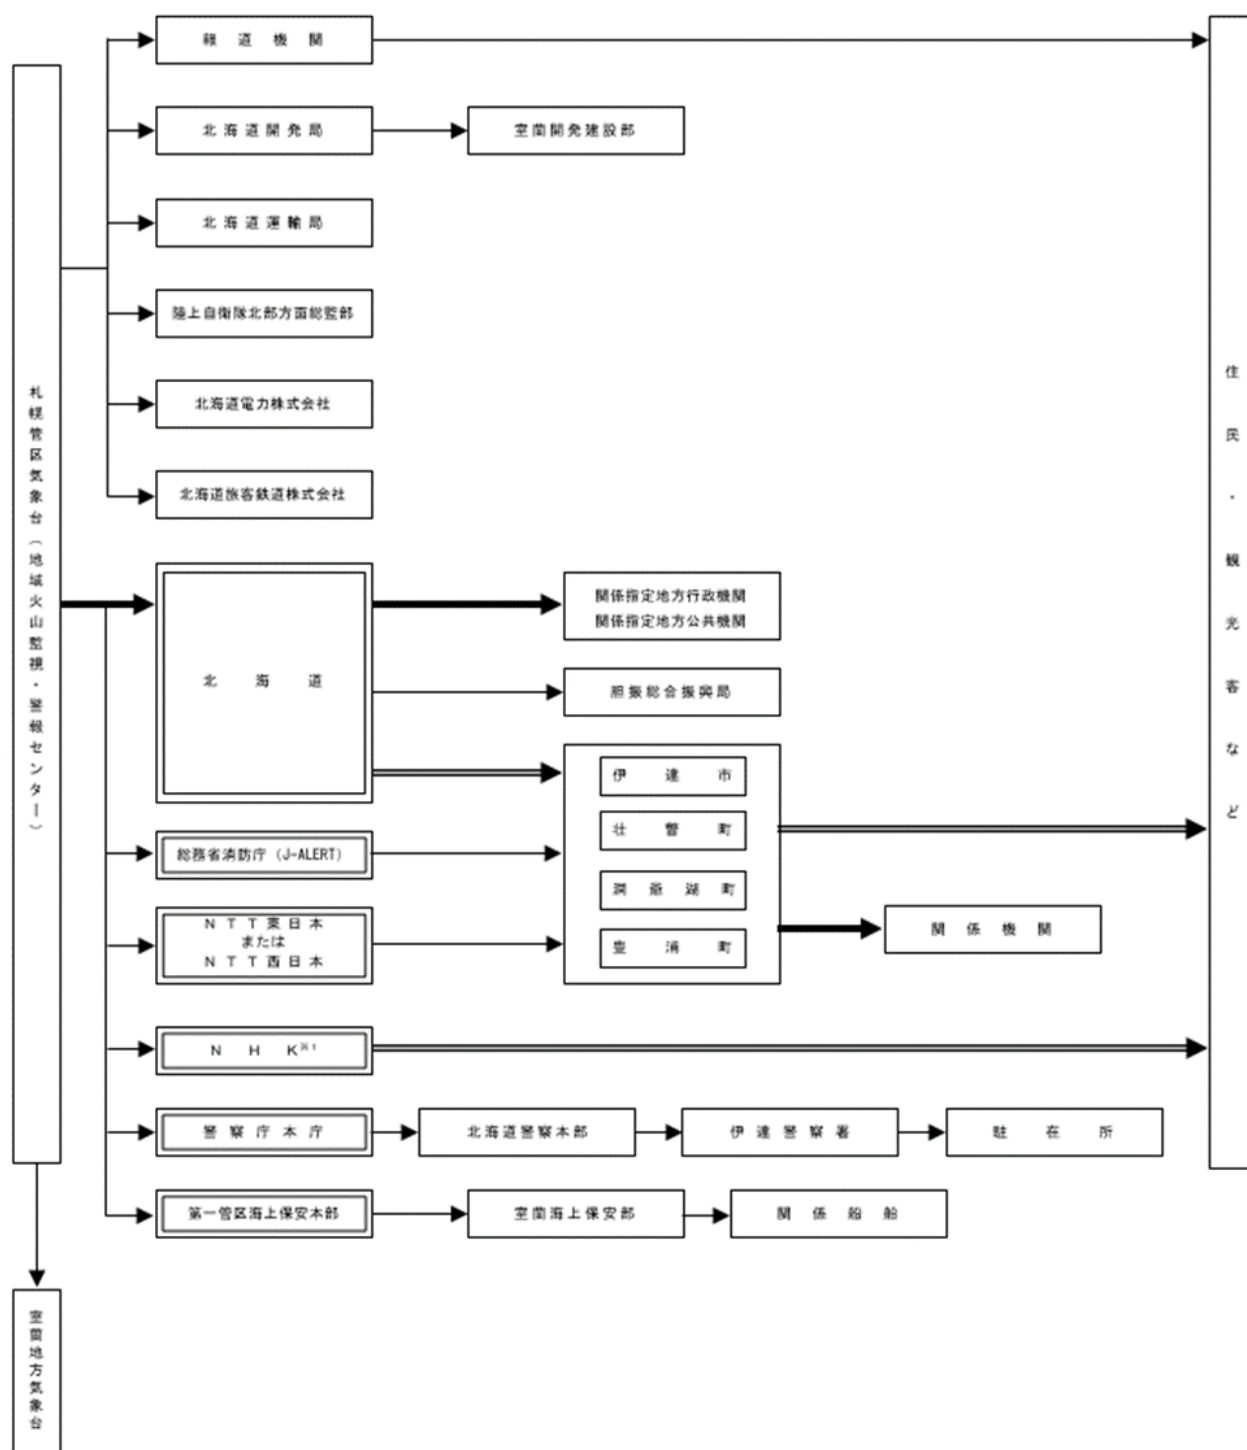 報道機関
北海道開発局
室蘭開発建設部
北海道運輸局
陸上自衛隊北部方面総監部
北海道電力株式会社
北海道旅客鉄道株式会社
札幌管区気象台(地域火山監視・警報センター)
住民・観光客など
北海道
関係指定地方行政機関
関係指定地方公共機関
胆振総合振興局
伊達市
壮瞥町
洞爺湖町
豊浦町
総務省消防庁(J-ALERT)
NTT東日本
または
NTT西日本
関係機関
NHK※1
警察庁本庁
北海道警察本部
伊達警察署
駐在所
第一管区海上保安本部
室蘭海上保安部
関係船舶
室蘭地方気象台